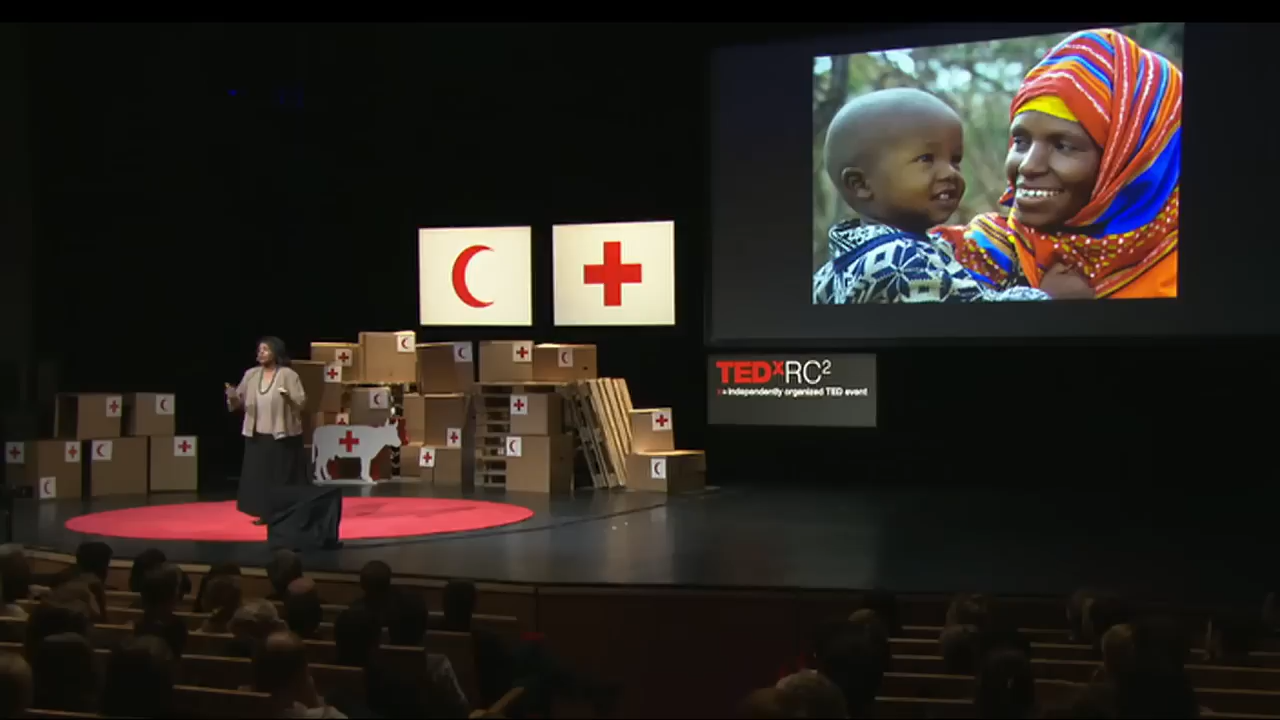 TEDxRC²
x = independently organized TED event